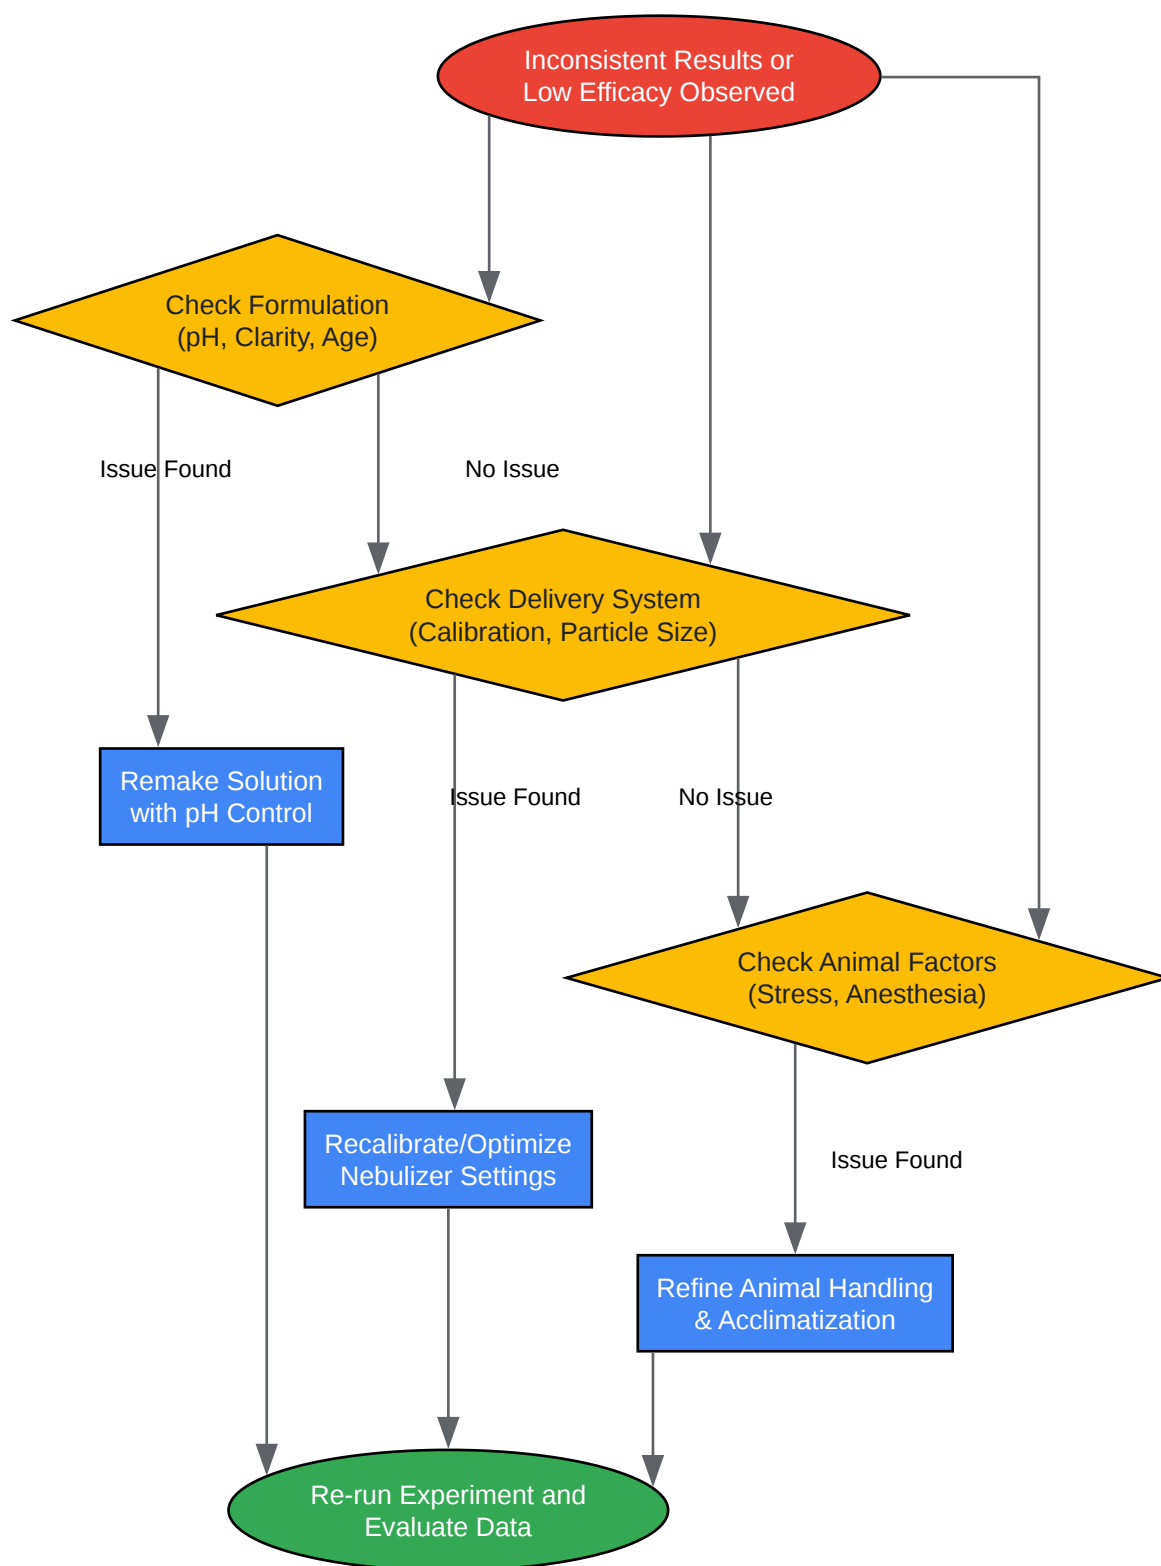 Inconsistent Results or
Low Efficacy Observed
Check Formulation
(pH, Clarity, Age)
Issue Found
No Issue
Check Delivery System
(Calibration, Particle Size)
Remake Solution
with pH Control
Issue Found
No Issue
Check Animal Factors
(Stress, Anesthesia)
Recalibrate/Optimize
Nebulizer Settings
Issue Found
Refine Animal Handling
& Acclimatization
Re-run Experiment and
Evaluate Data